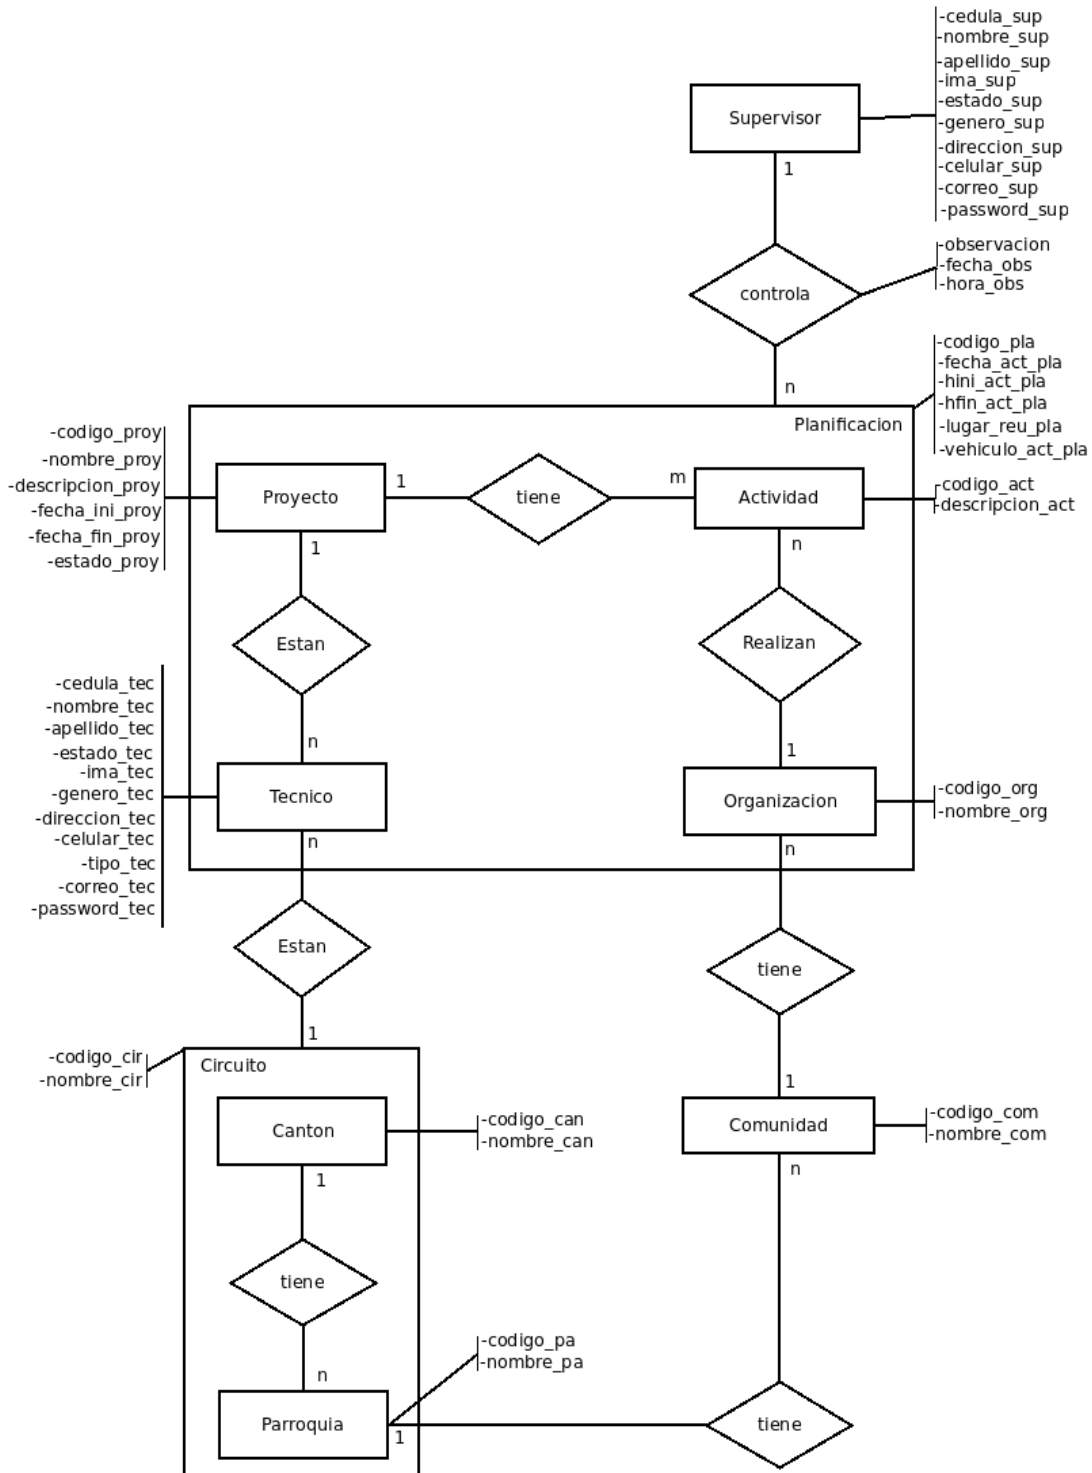 -cedula_sup
-nombre_sup
-apellido_sup
-ima_sup
-estado_sup
-genero_sup
-direccion_sup
-celular_sup
-correo_sup
-password_sup
Supervisor
1
controla
-observacion
-fecha_obs
-hora_obs
n
-codigo_pla
-fecha_act_pla
-hini_act_pla
-hfin_act_pla
-lugar_reu_pla
-vehiculo_act_pla
Planificacion
-codigo_proy
-nombre_proy
-descripcion_proy
-fecha_ini_proy
-fecha_fin_proy
-estado_proy
Proyecto
1
tiene
m
Actividad
-codigo_act
-descripcion_act
1
n
Estan
Realizan
n
1
-cedula_tec
-nombre_tec
-apellido_tec
-estado_tec
-ima_tec
-genero_tec
-direccion_tec
-celular_tec
-tipo_tec
-correo_tec
-password_tec
Tecnico
Organizacion
-codigo_org
-nombre_org
n
n
Estan
tiene
1
1
-codigo_cir
-nombre_cir
Circuito
Canton
-codigo_can
-nombre_can
Comunidad
-codigo_com
-nombre_com
1
n
tiene
n
-codigo_pa
-nombre_pa
Parroquia
1
tiene